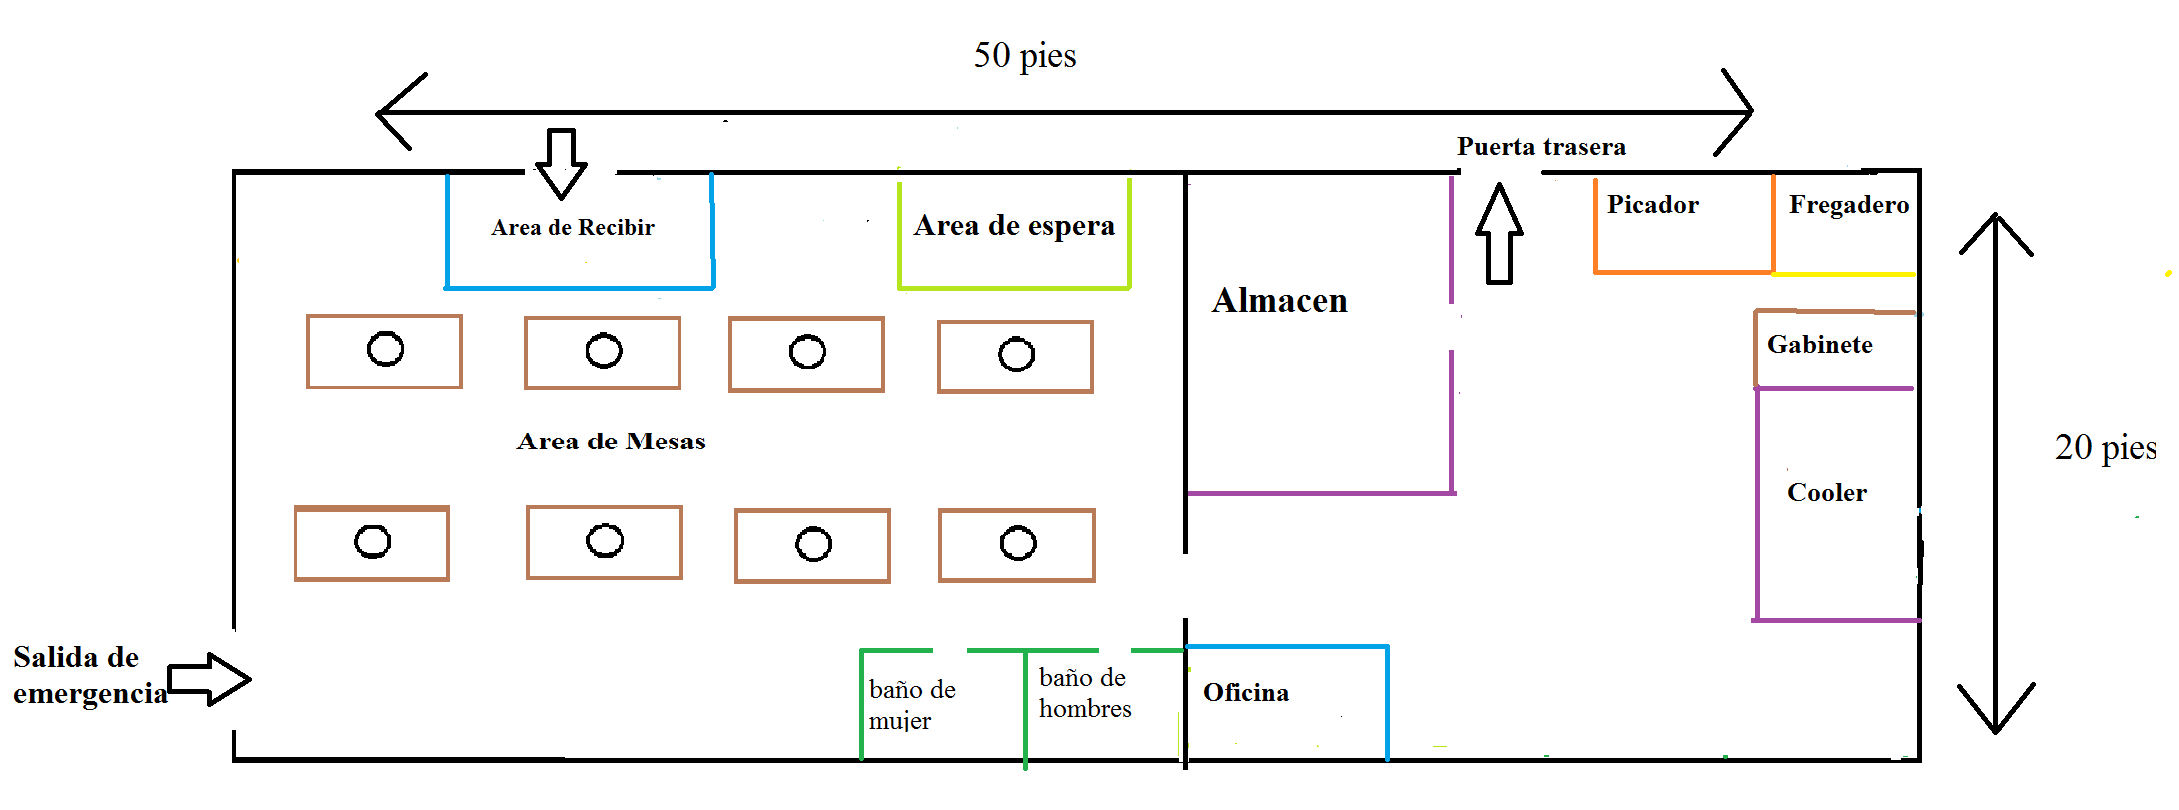 50 pies
Puerta trasera
Area de Recibir
Area de espera
Picador
Fregadero
Almacen
Gabinete
Area de Mesas
20 pies
Cooler
Salida de
emergencia
baño de
mujer
baño de
hombres
Oficina